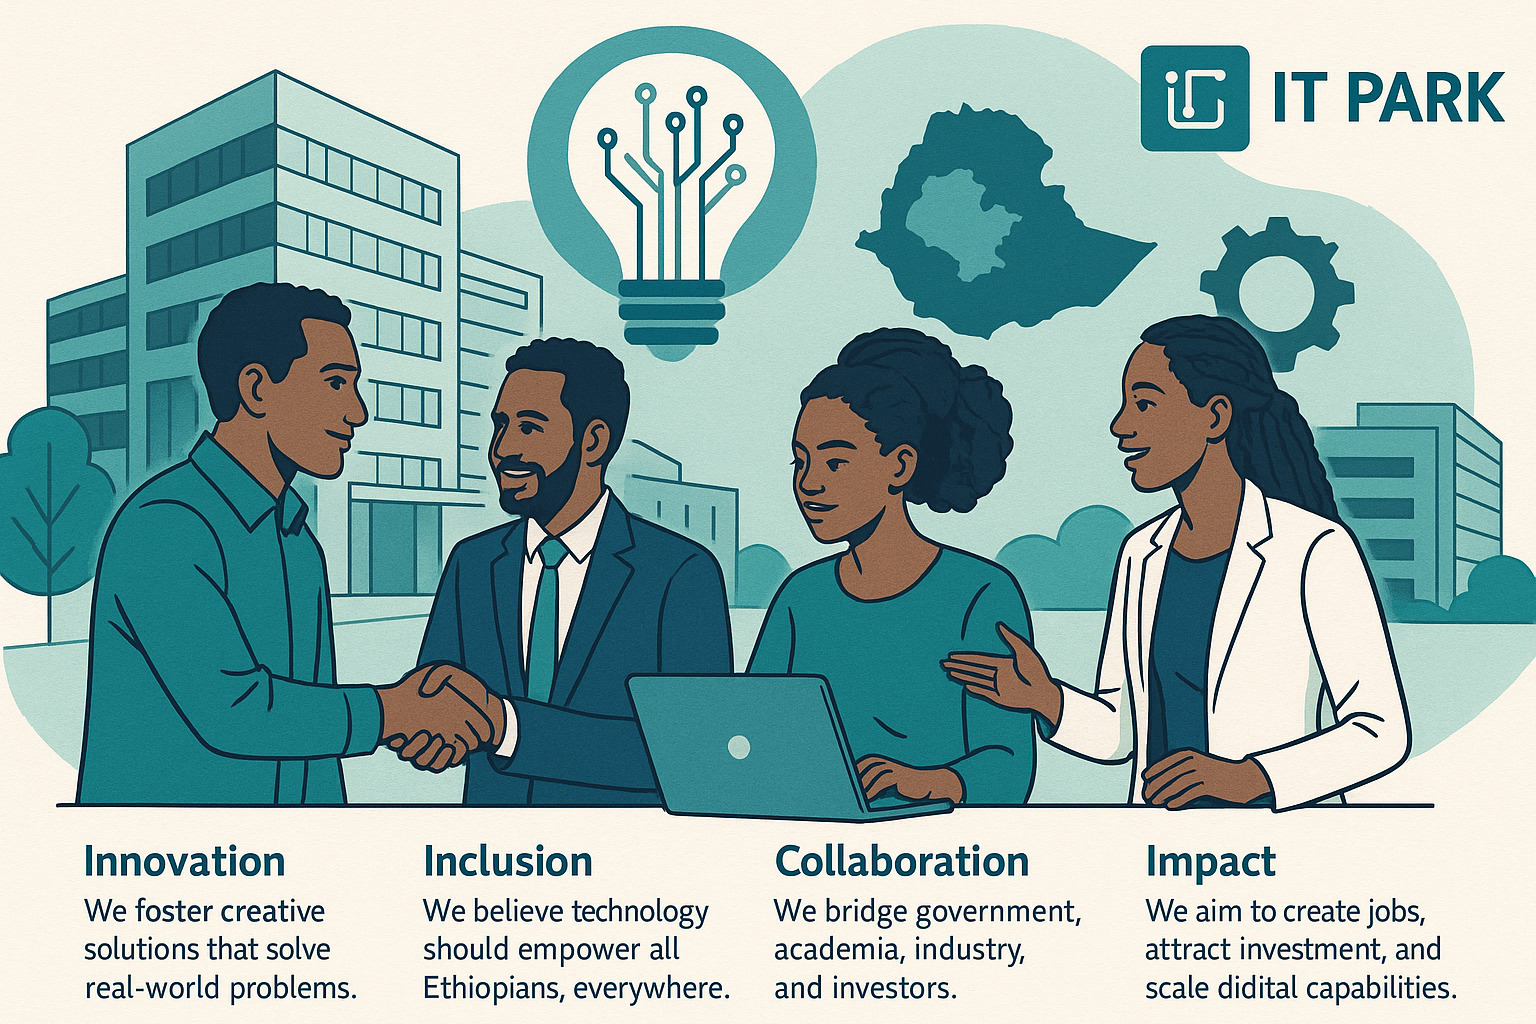 IT PARK
Innovation
We foster creative
solutions that solve
real-world problems.
Inclusion
We believe technology
should empower all
Ethiopians, everywhere.
Collaboration
We bridge government,
academia, industry,
and investors.
Impact
We aim to create jobs,
attract investment, and
scale didital capabilities.